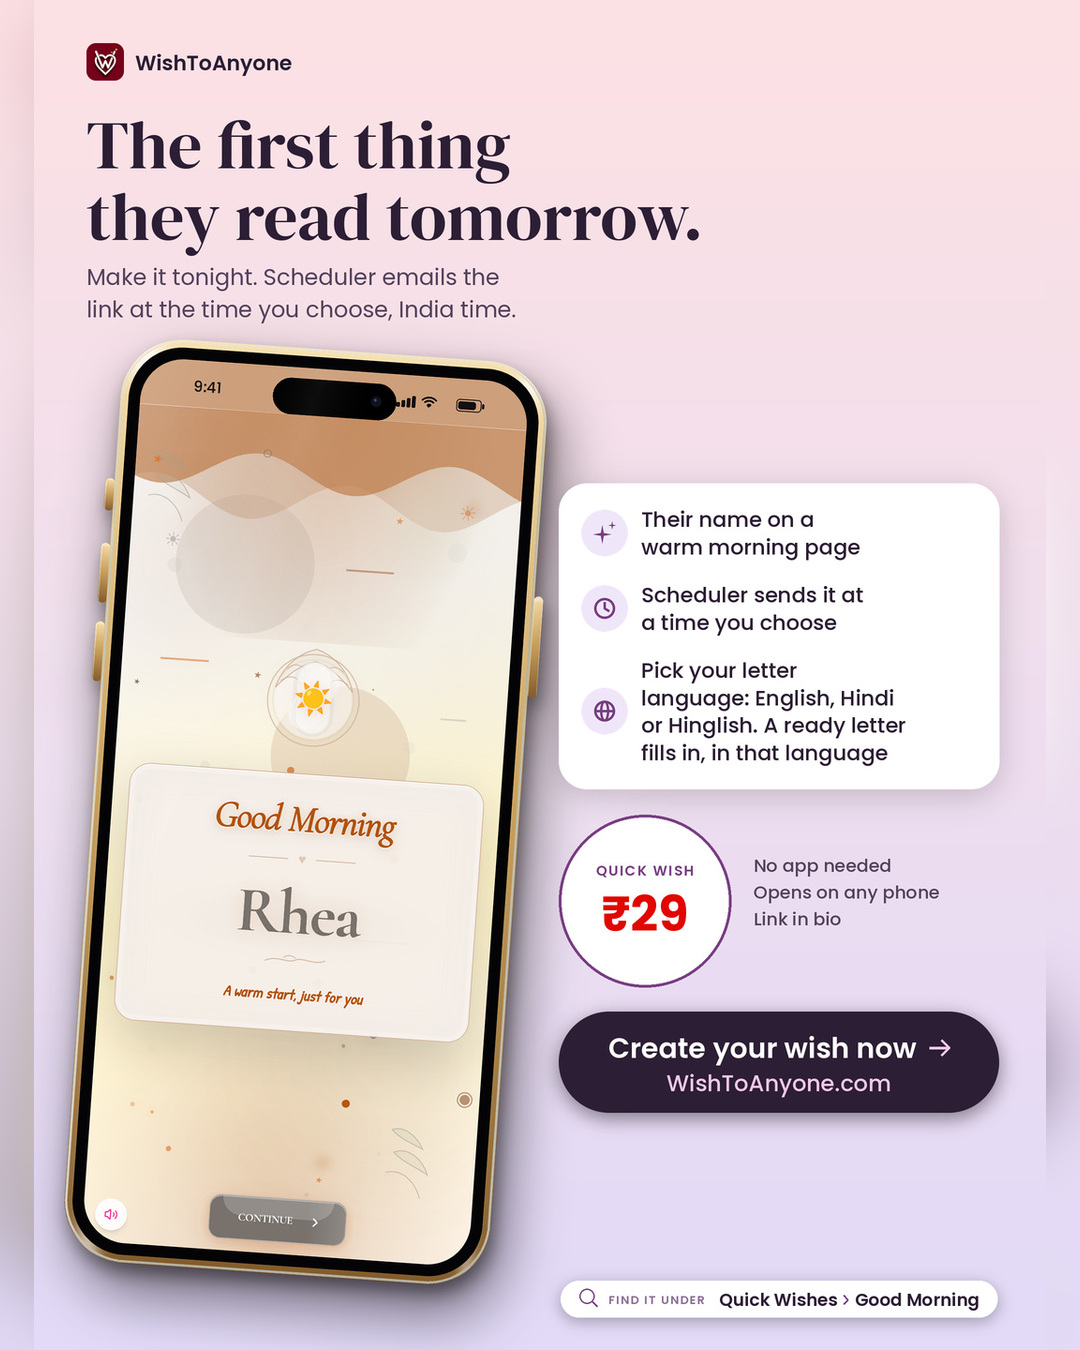 WishToAnyone
The first thing
they read tomorrow.
Make it tonight. Scheduler emails the
link at the time you choose, India time.
9:41
Good Morning
Rhea
A warm start, just for you
CONTINUE
Their name on a
warm morning page
Scheduler sends it at
a time you choose
Pick your letter
language: English, Hindi
or Hinglish. A ready letter
fills in, in that language
QUICK WISH
₹29
No app needed
Opens on any phone
Link in bio
Create your wish now →
WishToAnyone.com
FIND IT UNDER Quick Wishes › Good Morning